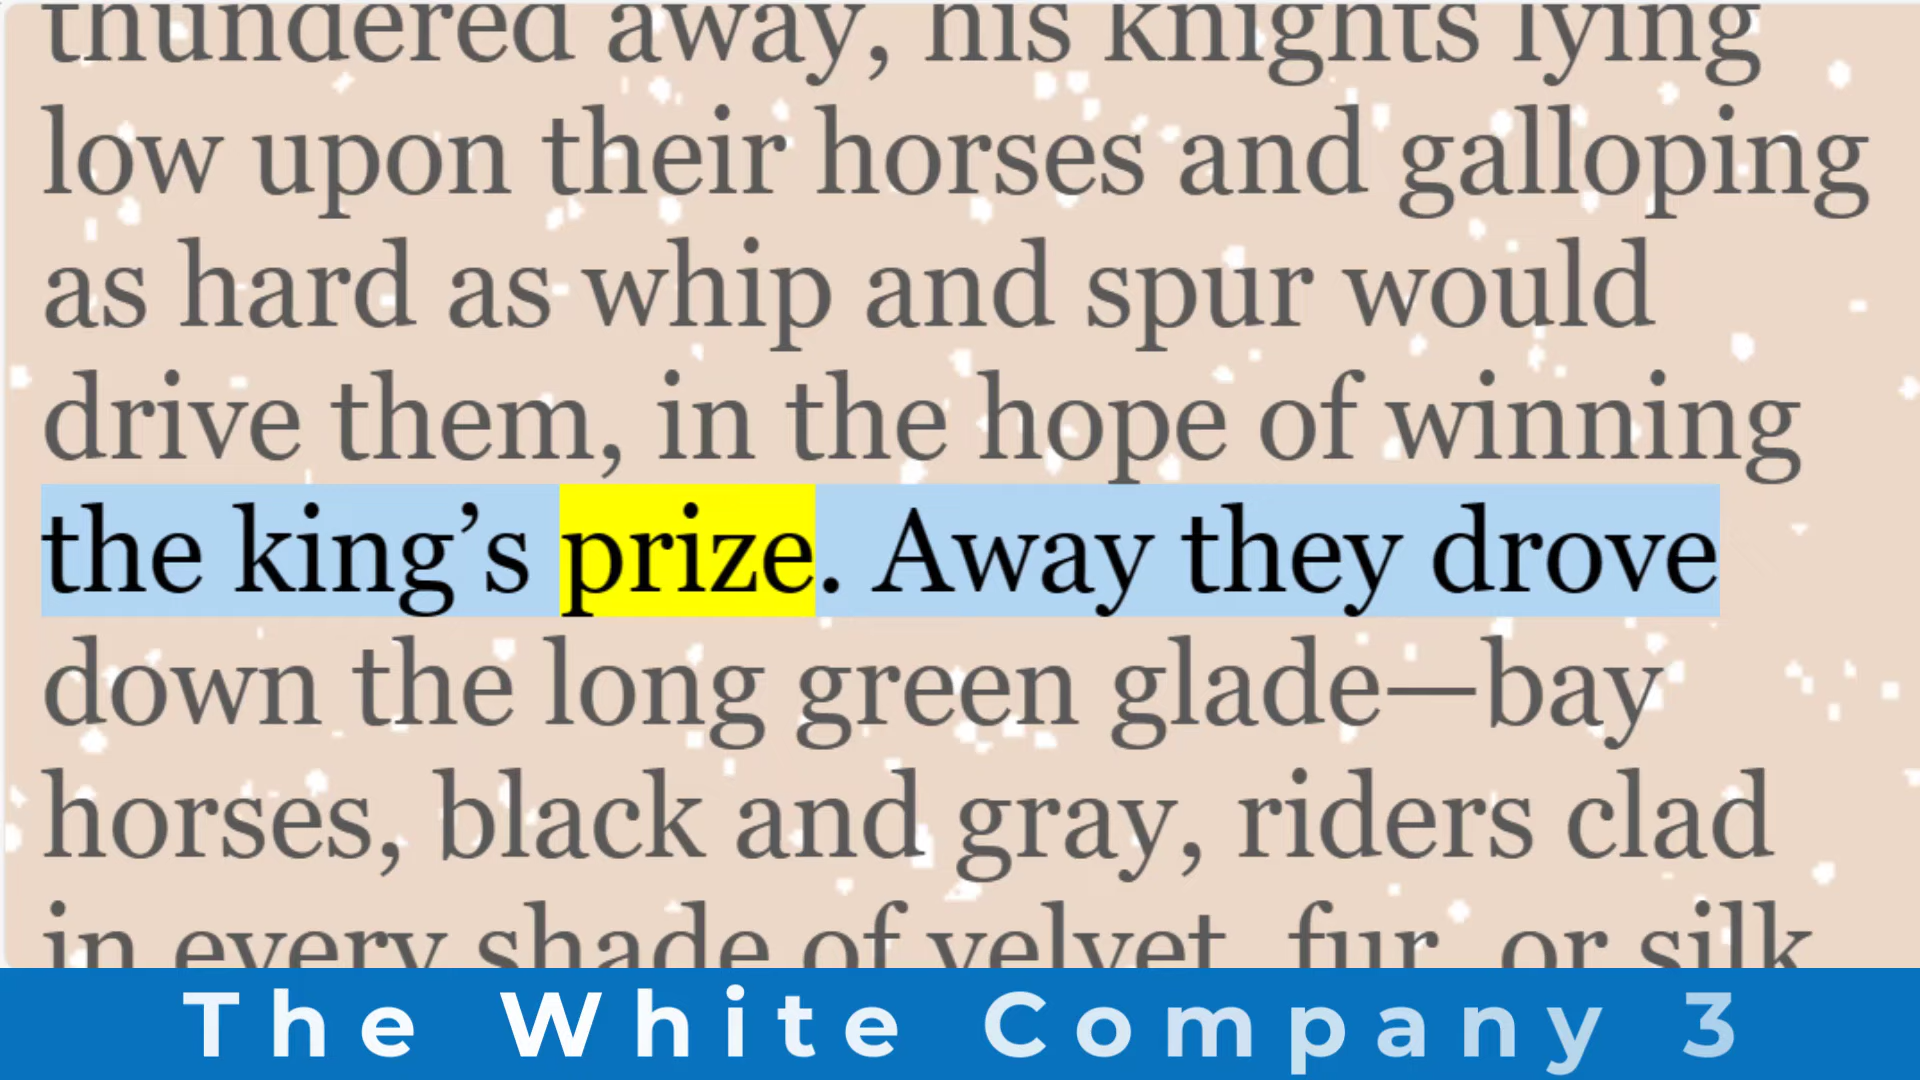 thundered away, his knights lying
low upon their horses and galloping
as hard as whip and spur would
drive them, in the hope of winning
the king’s prize. Away they drove
down the long green glade—bay
horses, black and gray, riders clad
in every shade of velvet, fur, or silk
The White Company 3